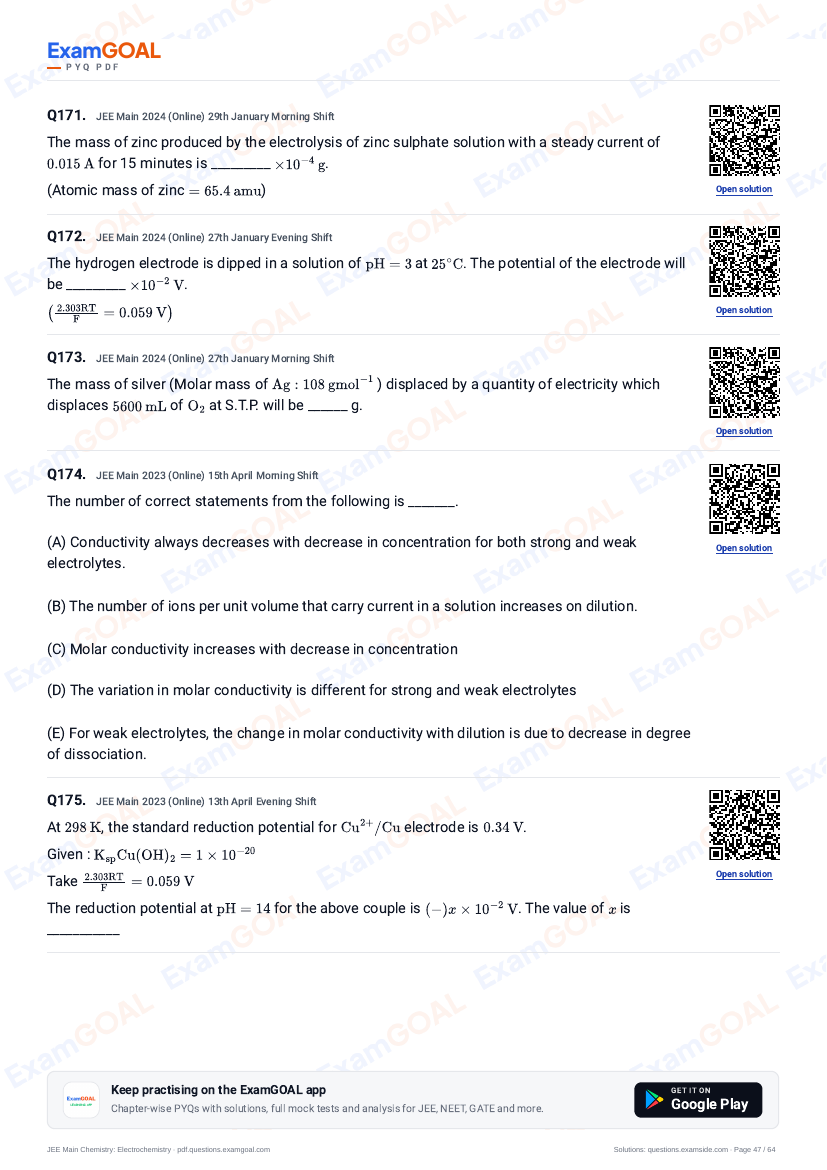 ExamGOAL
PYQ PDF
Q171. JEE Main 2024 (Online) 29th January Morning Shift
The mass of zinc produced by the electrolysis of zinc sulphate solution with a steady current of
0.015 A for 15 minutes is _________ ×10⁻⁴ g.
(Atomic mass of zinc = 65.4 amu)
Open solution
Q172. JEE Main 2024 (Online) 27th January Evening Shift
The hydrogen electrode is dipped in a solution of pH = 3 at 25°C. The potential of the electrode will
be _________ ×10⁻² V.
(2.303RT/F = 0.059 V)
Open solution
Q173. JEE Main 2024 (Online) 27th January Morning Shift
The mass of silver (Molar mass of Ag : 108 gmol⁻¹ ) displaced by a quantity of electricity which
displaces 5600 mL of O₂ at S.T.P. will be ______ g.
Open solution
Q174. JEE Main 2023 (Online) 15th April Morning Shift
The number of correct statements from the following is _______.
(A) Conductivity always decreases with decrease in concentration for both strong and weak
electrolytes.
(B) The number of ions per unit volume that carry current in a solution increases on dilution.
(C) Molar conductivity increases with decrease in concentration
(D) The variation in molar conductivity is different for strong and weak electrolytes
(E) For weak electrolytes, the change in molar conductivity with dilution is due to decrease in degree
of dissociation.
Open solution
Q175. JEE Main 2023 (Online) 13th April Evening Shift
At 298 K, the standard reduction potential for Cu²⁺/Cu electrode is 0.34 V.
Given : KₛₚCu(OH)₂ = 1 × 10⁻²⁰
Take 2.303RT/F = 0.059 V
The reduction potential at pH = 14 for the above couple is (−)x × 10⁻² V. The value of x is
___________
Open solution
Keep practising on the ExamGOAL app
Chapter-wise PYQs with solutions, full mock tests and analysis for JEE, NEET, GATE and more.
GET IT ON
Google Play
JEE Main Chemistry: Electrochemistry · pdf.questions.examgoal.com
Solutions: questions.examside.com · Page 47 / 64